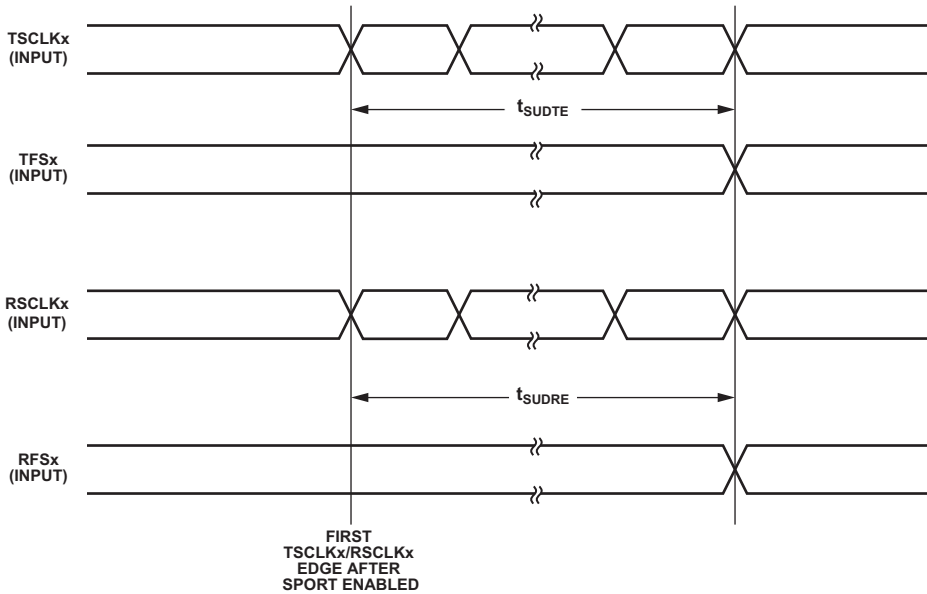 TSCLKx
(INPUT)
tSUDTE
TFSx
(INPUT)
RSCLKx
(INPUT)
tSUDRE
RFSx
(INPUT)
FIRST
TSCLKx/RSCLKx
EDGE AFTER
SPORT ENABLED